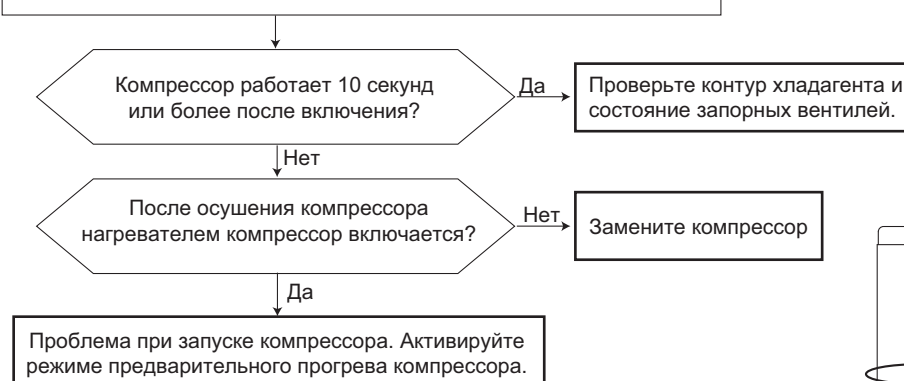 Компрессор работает 10 секунд
или более после включения?
Да
Проверьте контур хладагента и
состояние запорных вентилей.
Нет
После осушения компрессора
нагревателем компрессор включается?
Нет
Замените компрессор
Да
Проблема при запуске компрессора. Активируйте
режиме предварительного прогрева компрессора.